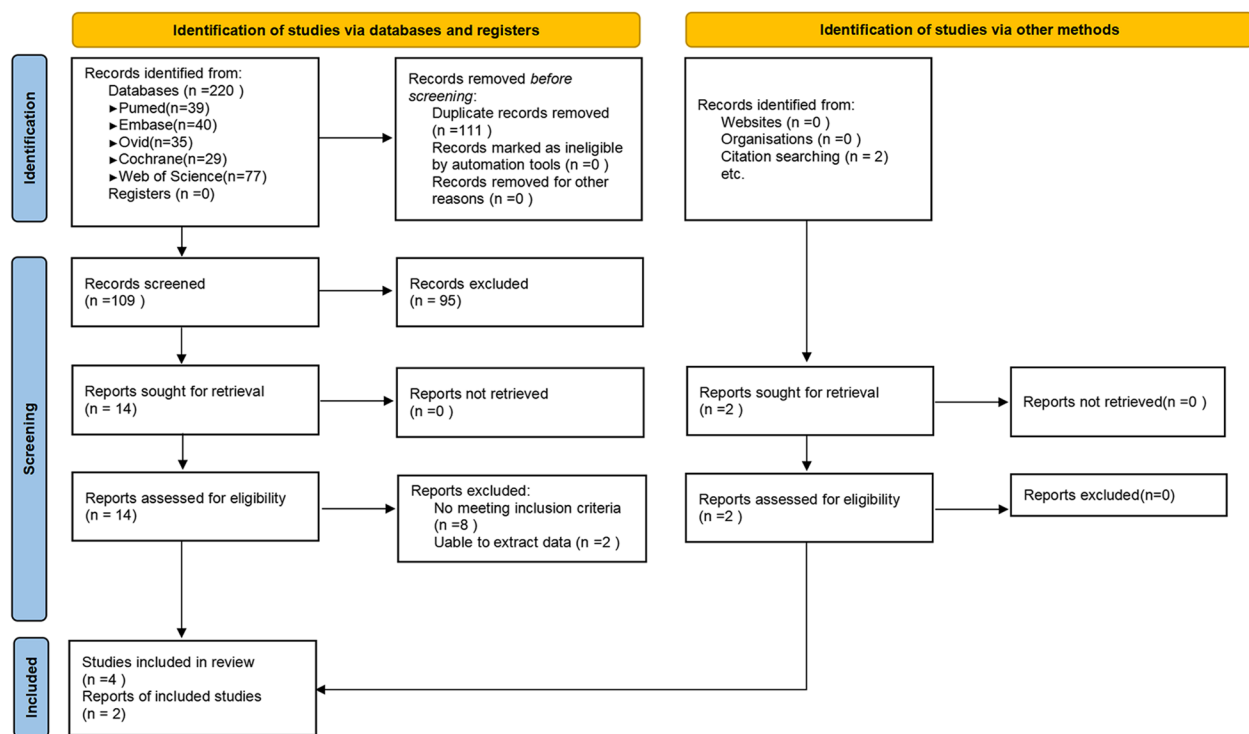 Identification of studies via databases and registers
Identification of studies via other methods
Identification
Records identified from:
Databases (n =220 )
►Pumed(n=39)
►Embase(n=40)
►Ovid(n=35)
►Cochrane(n=29)
►Web of Science(n=77)
Registers (n =0)
Records removed before
screening:
Duplicate records removed
(n =111 )
Records marked as ineligible
by automation tools (n =0 )
Records removed for other
reasons (n =0 )
Records identified from:
Websites (n =0 )
Organisations (n =0 )
Citation searching (n = 2)
etc.
Screening
Records screened
(n =109 )
Records excluded
(n = 95)
Reports sought for retrieval
(n = 14)
Reports not retrieved
(n =0 )
Reports sought for retrieval
(n =2 )
Reports not retrieved(n =0 )
Reports assessed for eligibility
(n = 14)
Reports excluded:
No meeting inclusion criteria
(n =8 )
Uable to extract data (n =2 )
Reports assessed for eligibility
(n =2 )
Reports excluded(n=0)
Included
Studies included in review
(n =4 )
Reports of included studies
(n = 2)